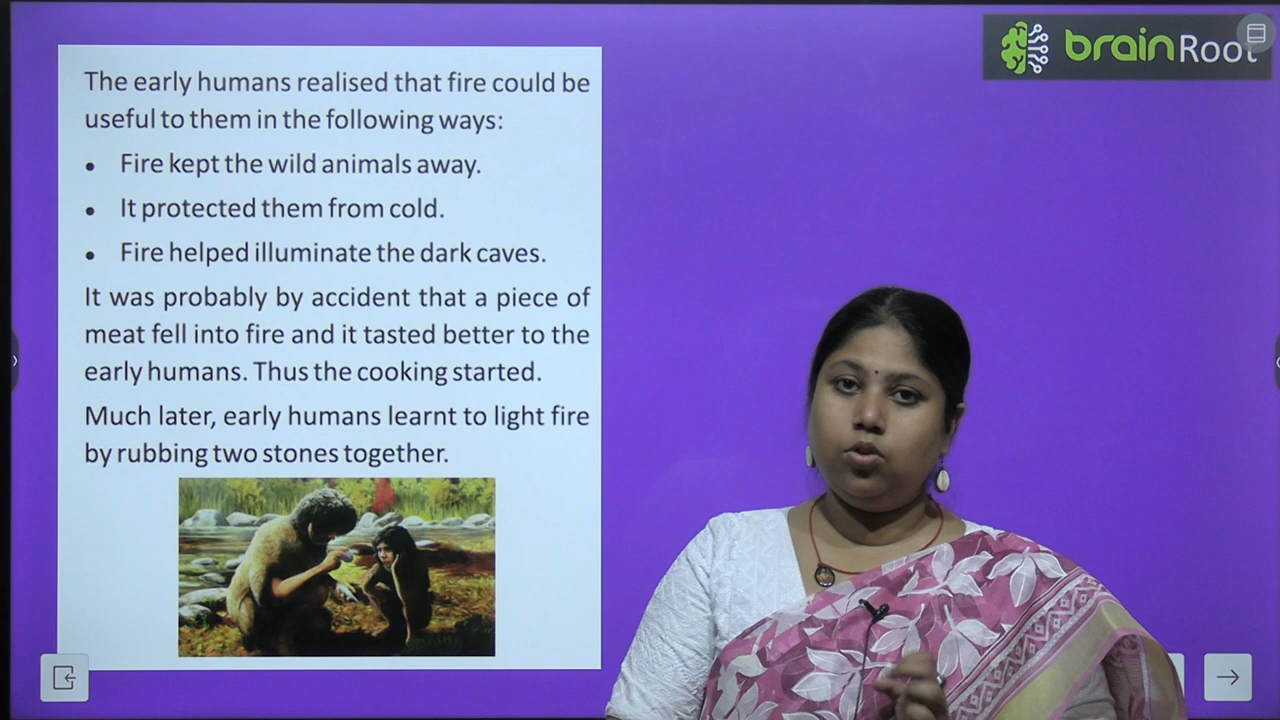 brainRoot
The early humans realised that fire could be
useful to them in the following ways:
• Fire kept the wild animals away.
• It protected them from cold.
• Fire helped illuminate the dark caves.
It was probably by accident that a piece of
meat fell into fire and it tasted better to the
early humans. Thus the cooking started.
Much later, early humans learnt to light fire
by rubbing two stones together.